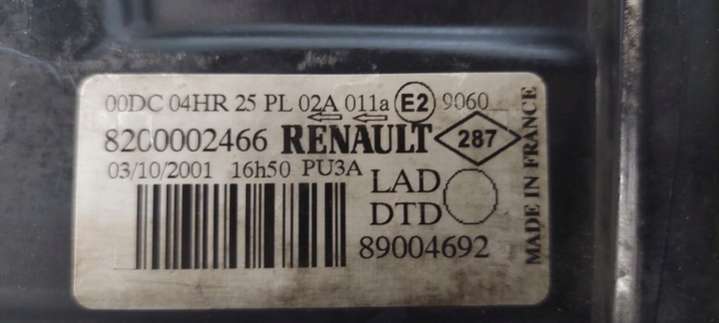 00DC 04HR 25 PL 02A 011a E2 9060
8200002466 RENAULT 287
03/10/2001 16h50 PU3A
LAD
DTD
89004692
MADE IN FRANCE